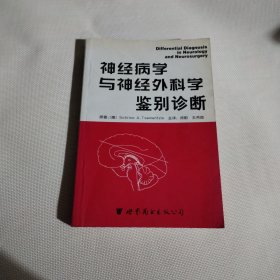 Differential Diagnosis
in Neurology
and Neurosurgery
神经病学
与神经外科学
鉴别诊断
世界图书出版公司